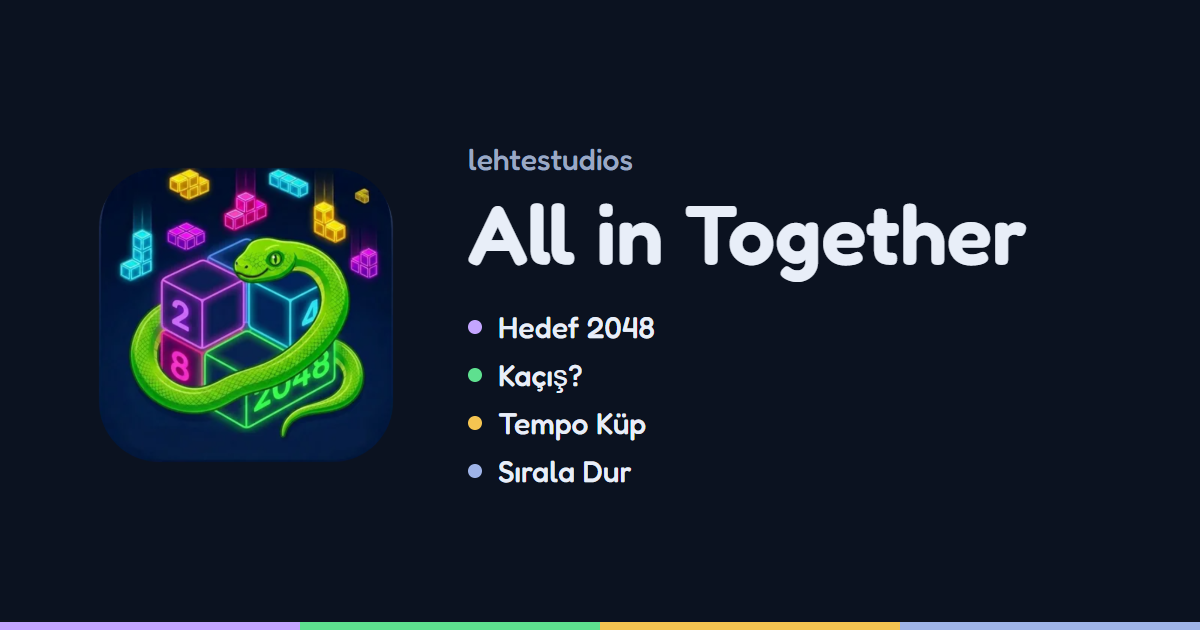 lehtestudios
All in Together
Hedef 2048
Kaçış?
Tempo Küp
Sırala Dur
2
4
8
2048